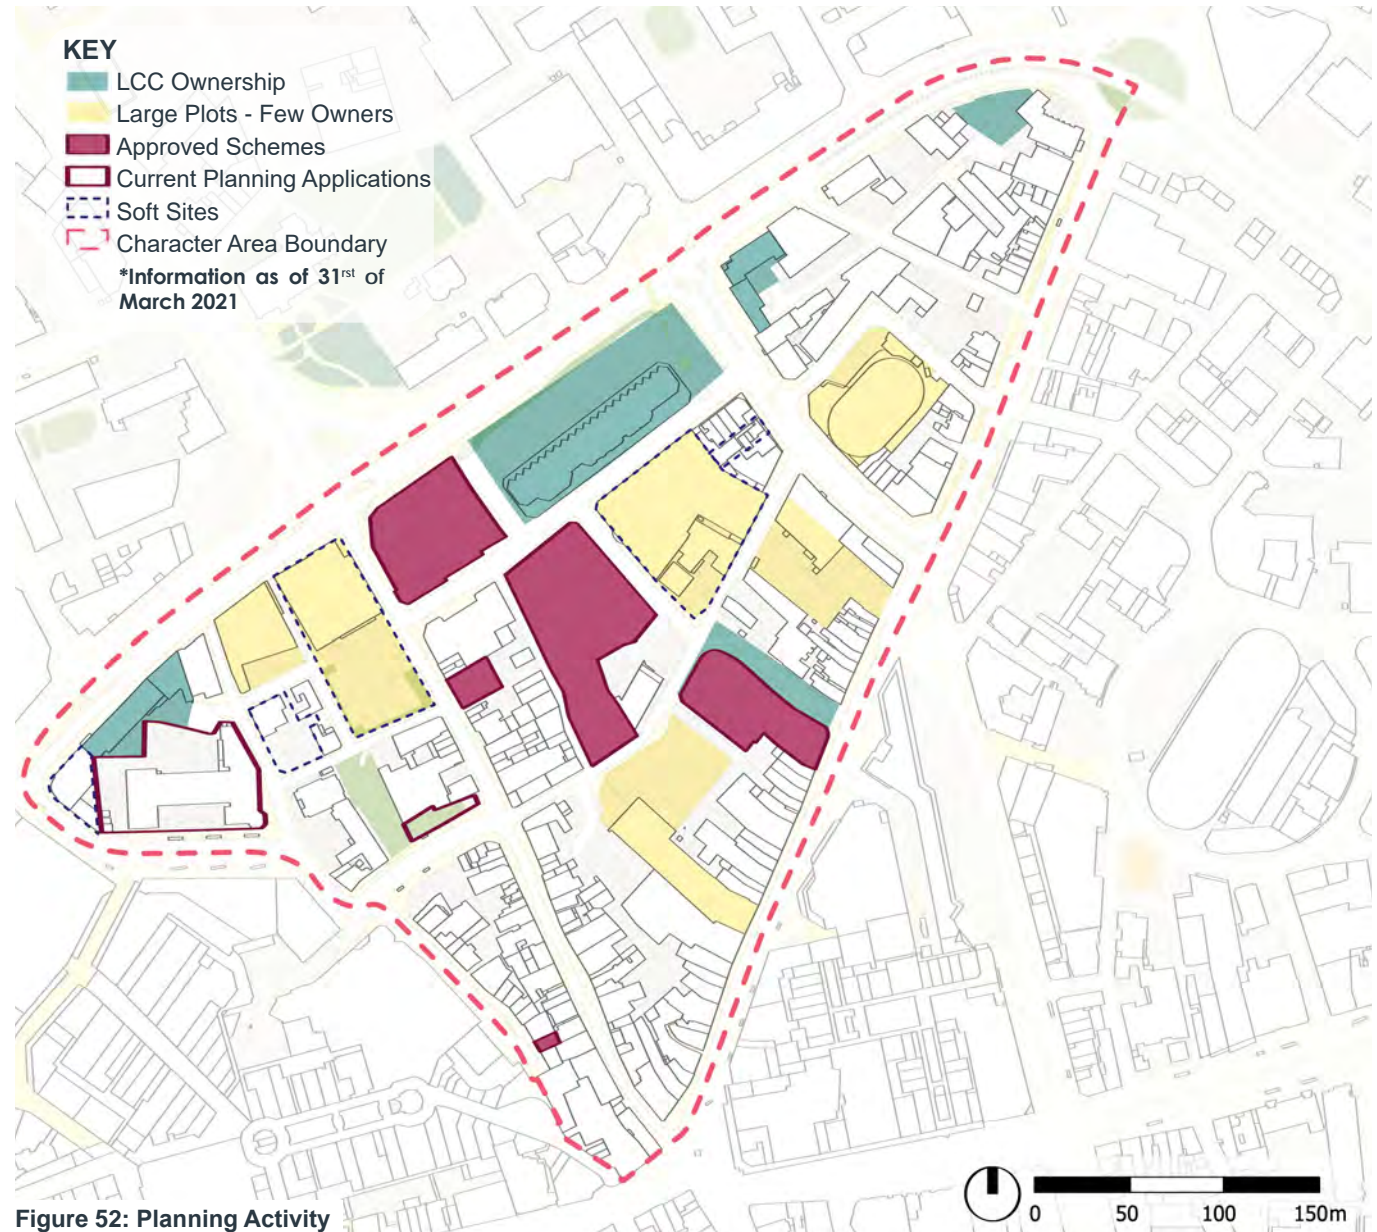 KEY
LCC Ownership
Large Plots - Few Owners
Approved Schemes
Current Planning Applications
Soft Sites
Character Area Boundary
*Information as of 31rst of
March 2021
0 50 100 150m
Figure 52: Planning Activity